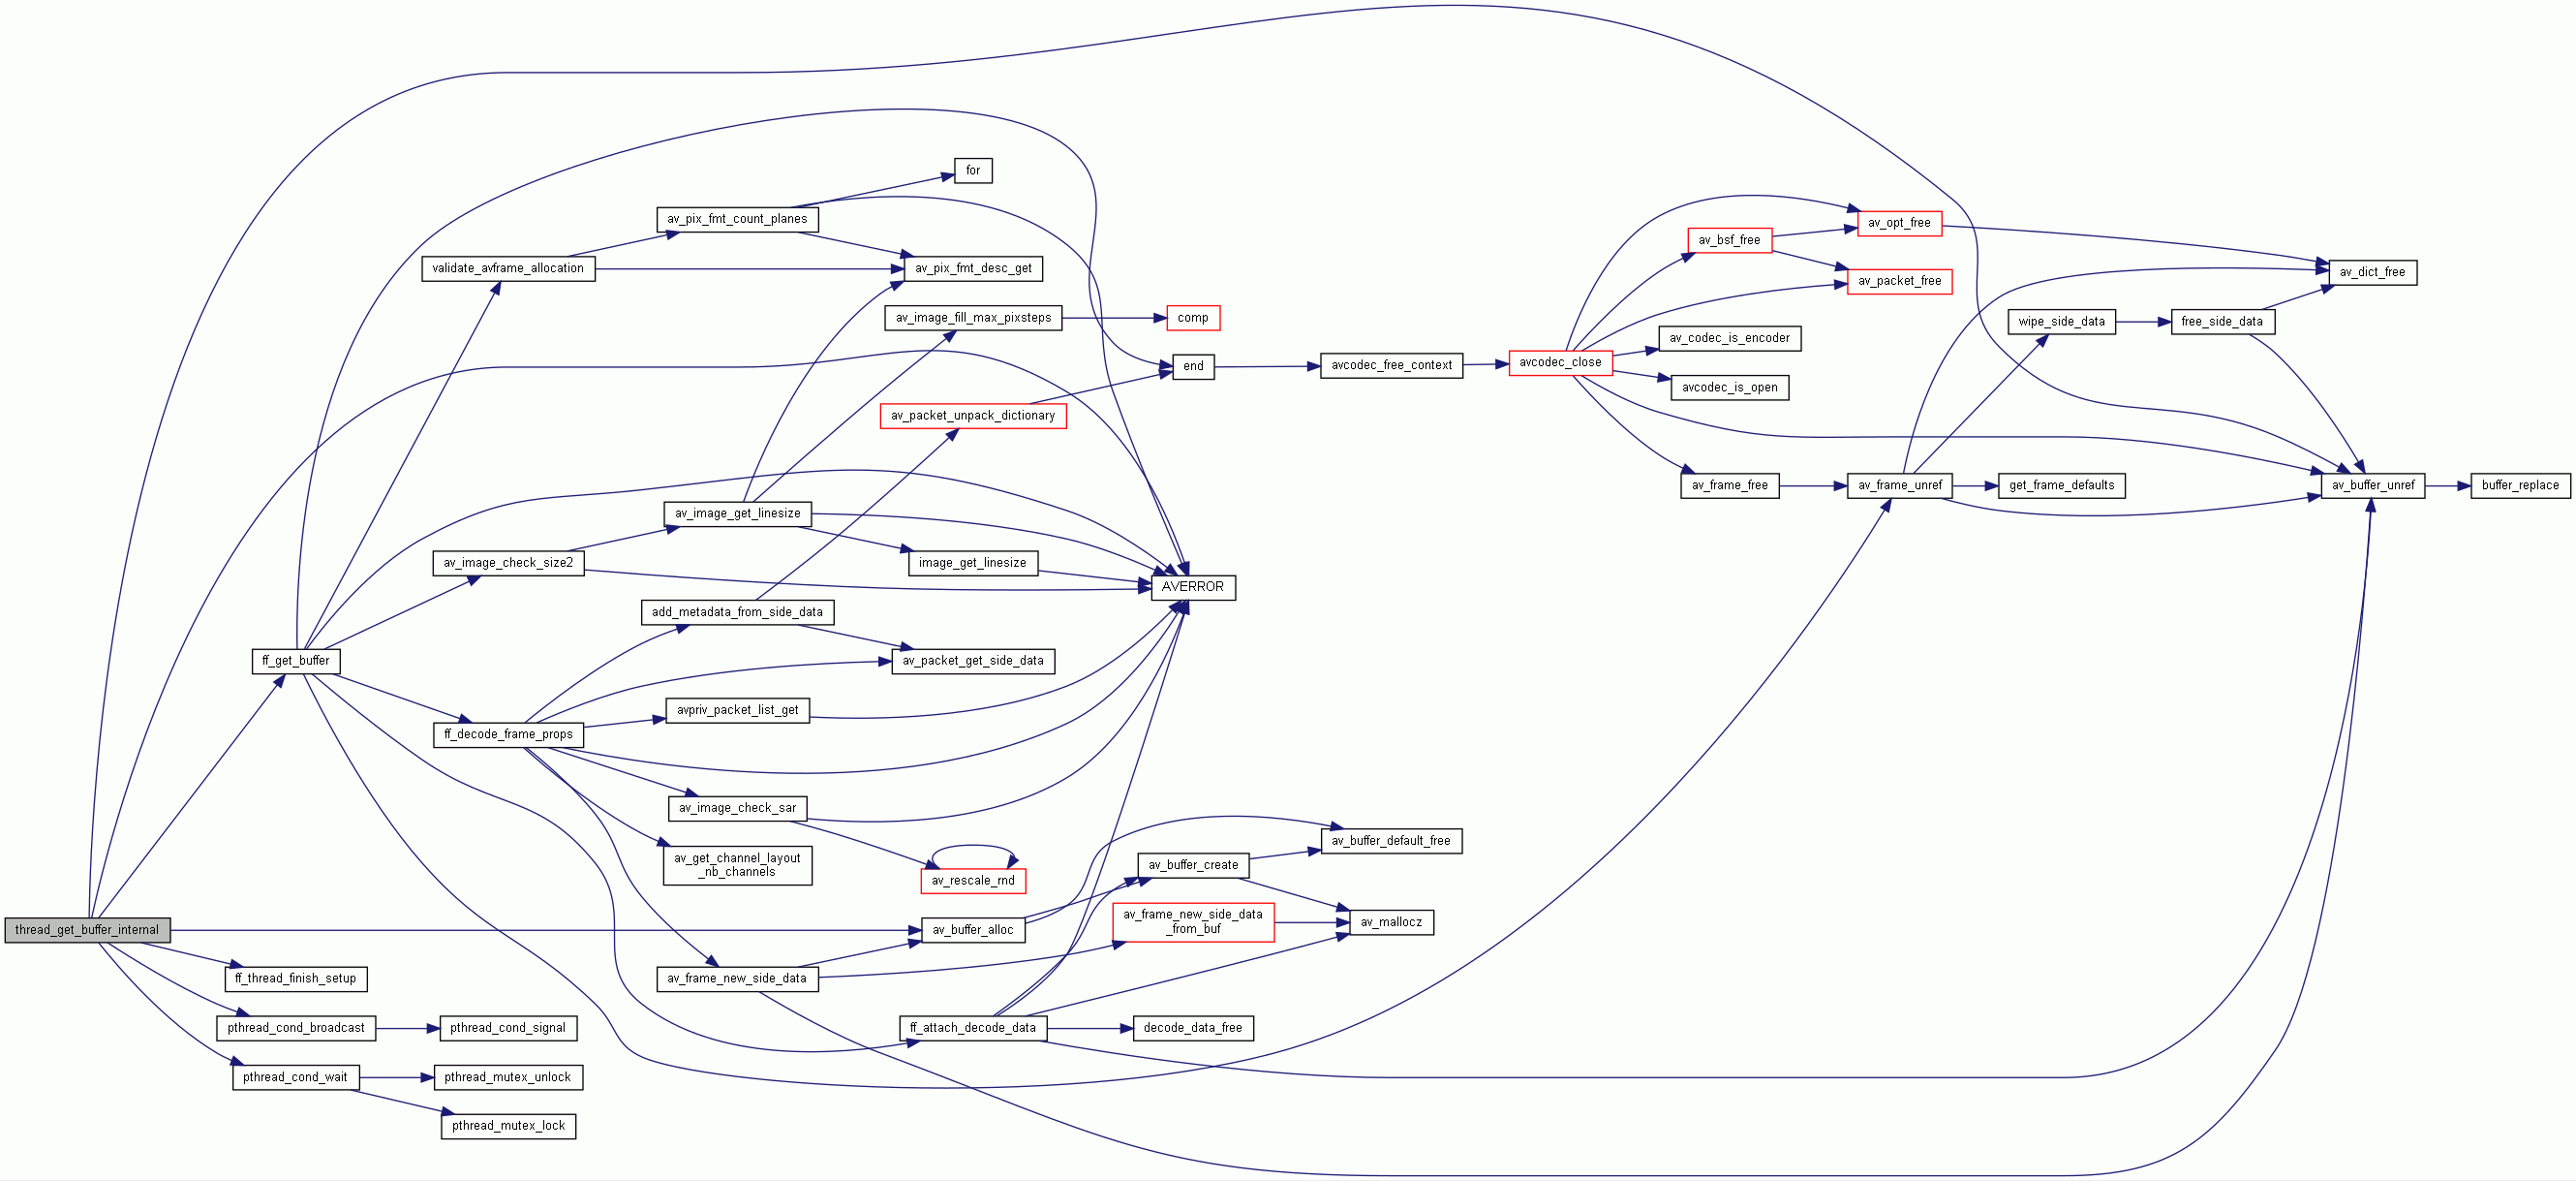 for
av_pix_fmt_count_planes
validate_avframe_allocation
av_pix_fmt_desc_get
av_image_fill_max_pixsteps
comp
end
avcodec_free_context
avcodec_close
av_packet_unpack_dictionary
av_opt_free
av_bsf_free
av_packet_free
av_codec_is_encoder
avcodec_is_open
av_dict_free
wipe_side_data
free_side_data
av_frame_free
av_frame_unref
get_frame_defaults
av_buffer_unref
buffer_replace
av_image_get_linesize
av_image_check_size2
image_get_linesize
AVERROR
add_metadata_from_side_data
ff_get_buffer
av_packet_get_side_data
avpriv_packet_list_get
ff_decode_frame_props
av_image_check_sar
av_get_channel_layout
_nb_channels
av_rescale_rnd
av_buffer_default_free
av_buffer_create
av_frame_new_side_data
_from_buf
av_mallocz
thread_get_buffer_internal
av_buffer_alloc
ff_thread_finish_setup
av_frame_new_side_data
pthread_cond_broadcast
pthread_cond_signal
ff_attach_decode_data
decode_data_free
pthread_cond_wait
pthread_mutex_unlock
pthread_mutex_lock